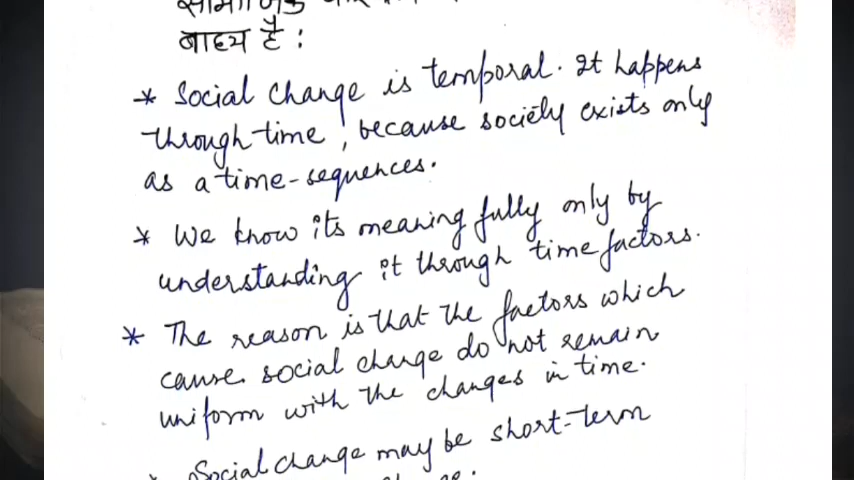 सामाजिक
बाह्य है :
* Social change is temporal. It happens
through time, because society exists only
as a time-sequences.
* We know its meaning fully only by
understanding it through time factors.
* The reason is that the factors which
cause social change do not remain
uniform with the changes in time.
Social change may be short-term